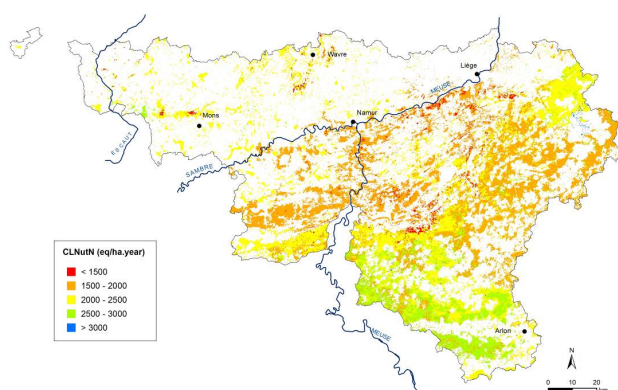 Wavre
Liège
MEUSE
Mons
Namur
ESCAUT
SAMBRE
CLNutN (eq/ha.year)
< 1500
1500 - 2000
2000 - 2500
2500 - 3000
> 3000
Arlon
MEUSE
N
0 10 20